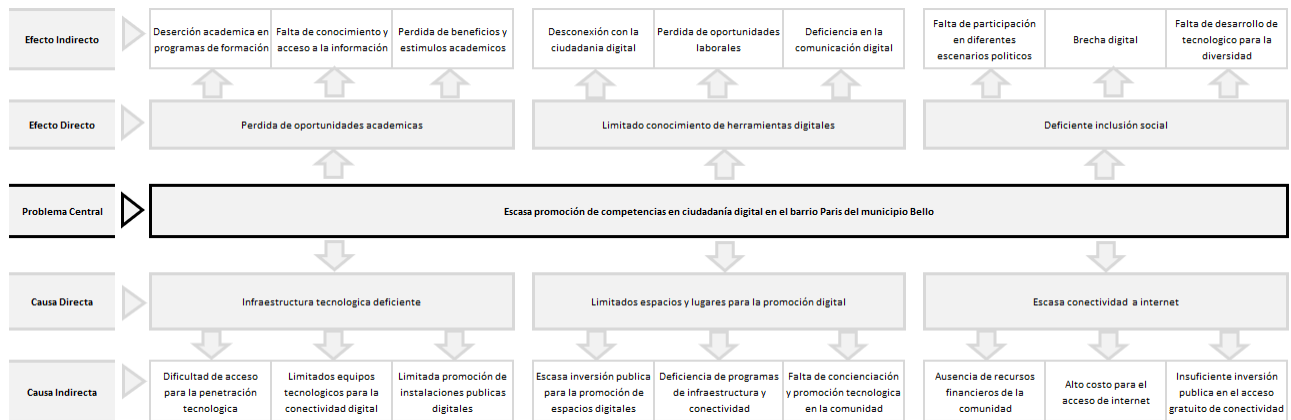 Efecto Indirecto
Deserción academica en
programas de formación
Falta de conocimiento y
acceso a la información
Perdida de beneficios y
estimulos academicos
Desconexión con la
ciudadania digital
Perdida de oportunidades
laborales
Deficiencia en la
comunicación digital
Falta de participación
en diferentes
escenarios politicos
Brecha digital
Falta de desarrollo de
tecnologico para la
diversidad
Efecto Directo
Perdida de oportunidades academicas
Limitado conocimiento de herramientas digitales
Deficiente inclusión social
Problema Central
Escasa promoción de competencias en ciudadanía digital en el barrio Paris del municipio Bello
Causa Directa
Infraestructura tecnologica deficiente
Limitados espacios y lugares para la promoción digital
Escasa conectividad a internet
Causa Indirecta
Dificultad de acceso
para la penetración
tecnologica
Limitados equipos
tecnologicos para la
conectividad digital
Limitada promoción de
instalaciones publicas
digitales
Escasa inversión publica
para la promoción de
espacios digitales
Deficiencia de programas
de infraestructura y
conectividad
Falta de concienciación
y promoción tecnologica
en la comunidad
Ausencia de recursos
financieros de la
comunidad
Alto costo para el
acceso de internet
Insuficiente inversión
publica en el acceso
gratuito de conectividad